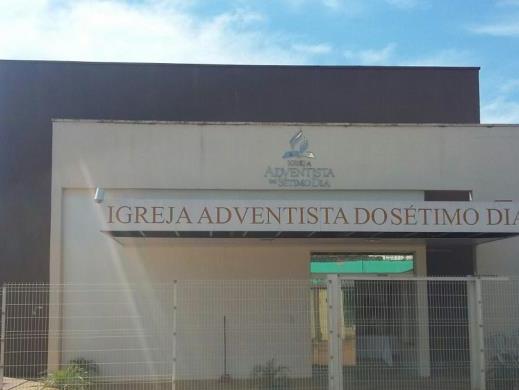 IGREJA
ADVENTISTA
DO SÉTIMO DIA
IGREJA ADVENTISTA DO SÉTIMO DIA